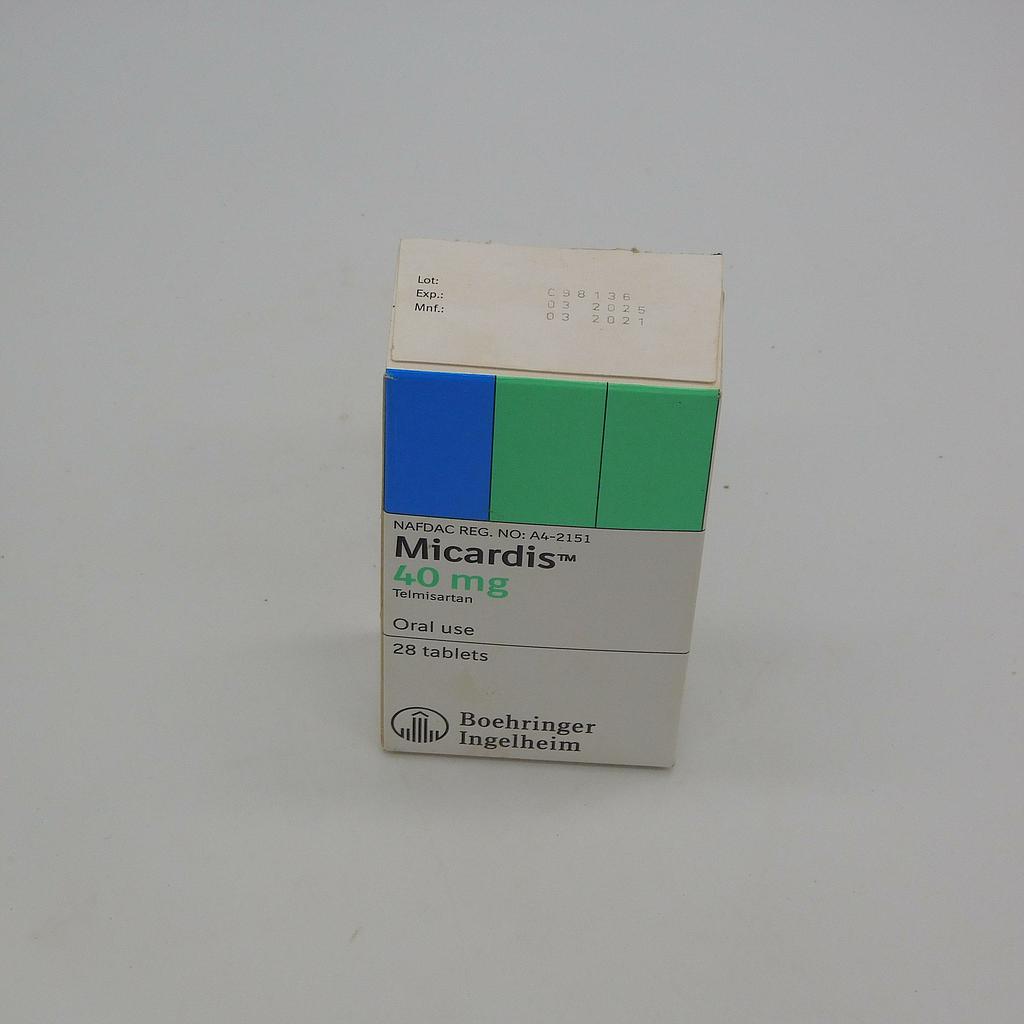 Lot: C98136
Exp.: 03 2025
Mnf.: 03 2021
NAFDAC REG. NO: A4-2151
Micardis™
40 mg
Telmisartan
Oral use
28 tablets
Boehringer
Ingelheim